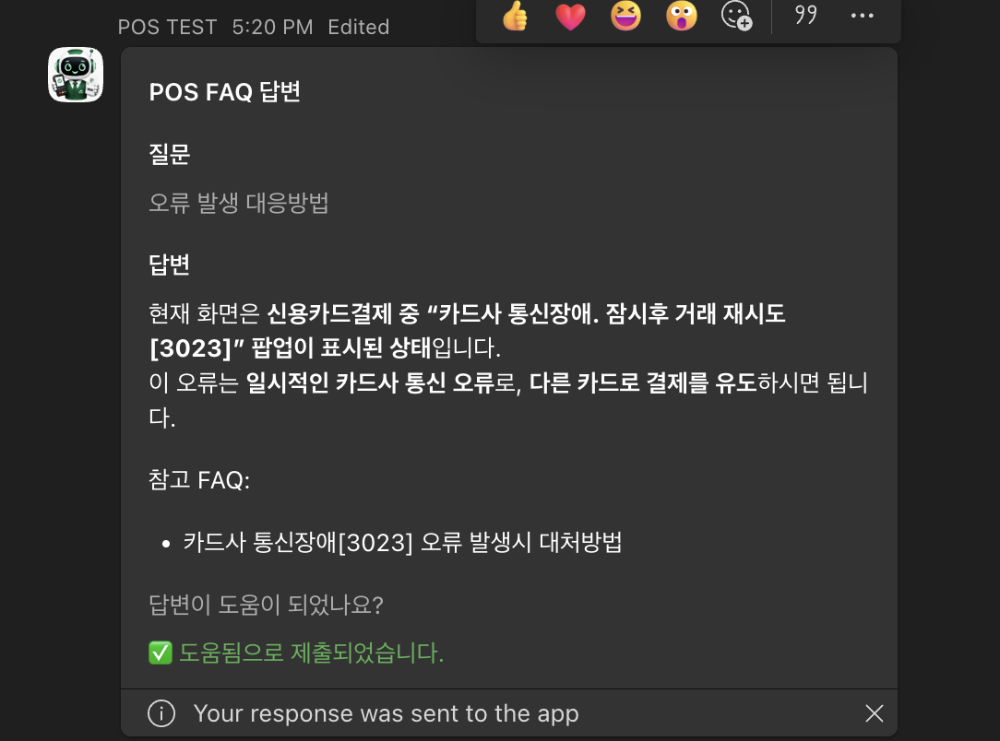 POS TEST 5:20 PM Edited
POS FAQ 답변
질문
오류 발생 대응방법
답변
현재 화면은 신용카드결제 중 “카드사 통신장애. 잠시후 거래 재시도
[3023]” 팝업이 표시된 상태입니다.
이 오류는 일시적인 카드사 통신 오류로, 다른 카드로 결제를 유도하시면 됩니
다.
참고 FAQ:
• 카드사 통신장애[3023] 오류 발생시 대처방법
답변이 도움이 되었나요?
✅ 도움됨으로 제출되었습니다.
Your response was sent to the app